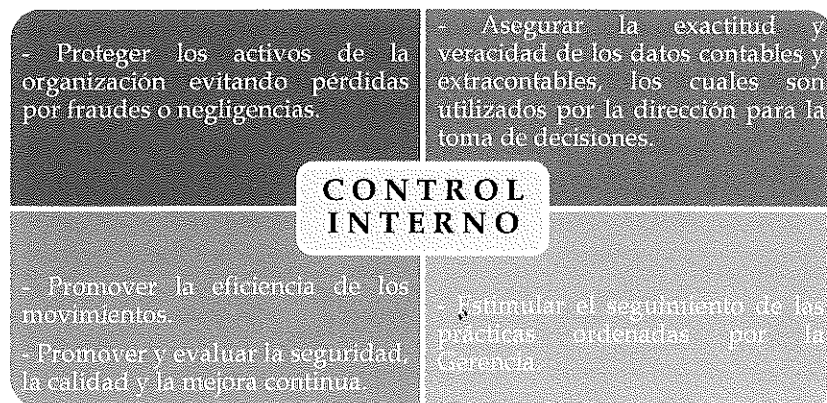 - Proteger los activos de la
organización evitando pérdidas
por fraudes o negligencias.
- Asegurar la exactitud y
veracidad de los datos contables y
extracontables, los cuales son
utilizados por la dirección para la
toma de decisiones.
CONTROL
INTERNO
- Promover la eficiencia de los
movimientos.
- Promover y evaluar la seguridad,
la calidad y la mejora continua.
- Estimular el seguimiento de las
prácticas ordenadas por la
Gerencia